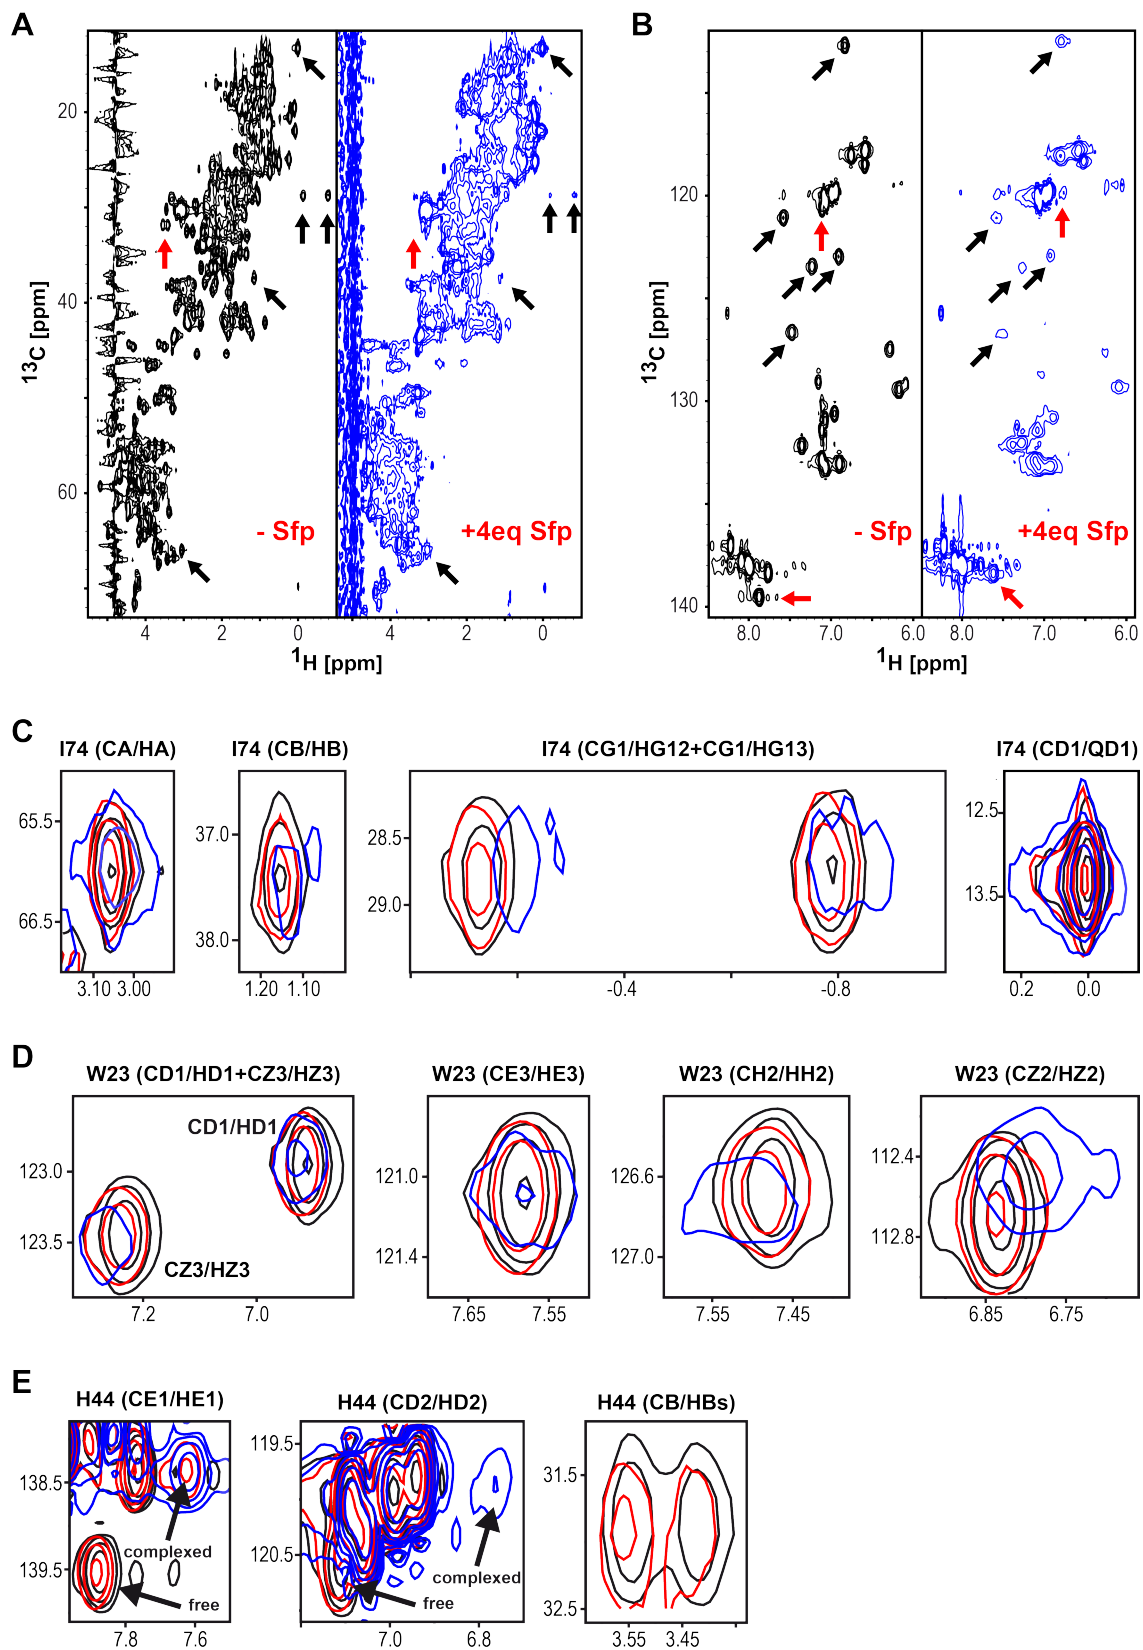 A
B
20
40
60
13C [ppm]
- Sfp
+4eq Sfp
4
2
0
4
2
0
1H [ppm]
120
130
140
13C [ppm]
- Sfp
+4eq Sfp
8.0
7.0
6.0
8.0
7.0
6.0
1H [ppm]
C
I74 (CA/HA)
I74 (CB/HB)
I74 (CG1/HG12+CG1/HG13)
I74 (CD1/QD1)
65.5
66.5
3.10 3.00
37.0
38.0
1.20 1.10
28.5
29.0
-0.4
-0.8
12.5
13.5
0.2
0.0
D
W23 (CD1/HD1+CZ3/HZ3)
W23 (CE3/HE3)
W23 (CH2/HH2)
W23 (CZ2/HZ2)
CD1/HD1
CZ3/HZ3
123.0
123.5
7.2
7.0
121.0
121.4
7.65
7.55
126.6
127.0
7.55
7.45
112.4
112.8
6.85
6.75
E
H44 (CE1/HE1)
H44 (CD2/HD2)
H44 (CB/HBs)
138.5
139.5
complexed
free
7.8
7.6
119.5
120.5
complexed
free
7.0
6.8
31.5
32.5
3.55
3.45